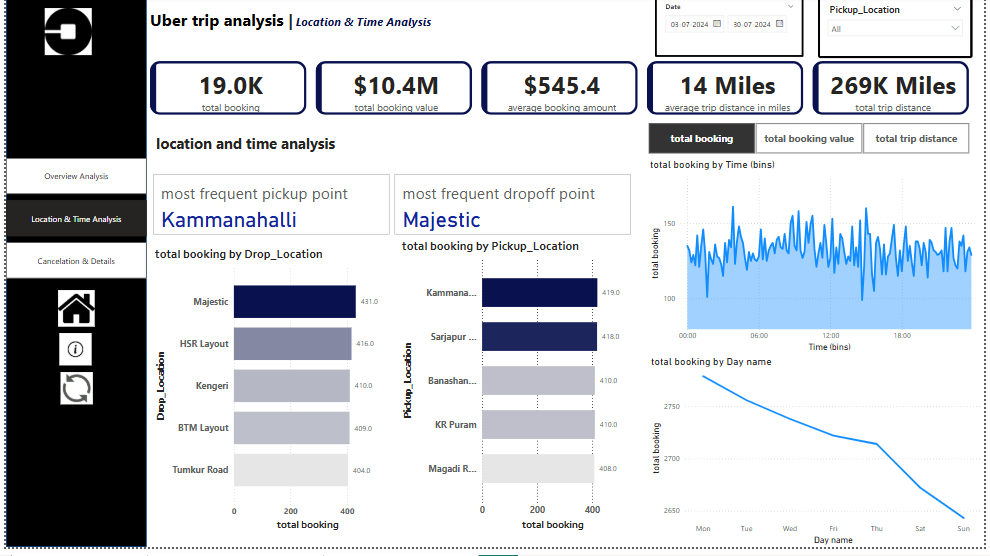 Uber trip analysis | Location & Time Analysis
Date
03-07-2024 30-07-2024
Pickup_Location
All
19.0K
total booking
$10.4M
total booking value
$545.4
average booking amount
14 Miles
average trip distance in miles
269K Miles
total trip distance
Overview Analysis
Location & Time Analysis
Cancelation & Details
location and time analysis
most frequent pickup point
Kammanahalli
most frequent dropoff point
Majestic
total booking by Drop_Location
Drop_Location
Majestic 431.0
HSR Layout 416.0
Kengeri 410.0
BTM Layout 409.0
Tumkur Road 404.0
0 200 400
total booking
total booking by Pickup_Location
Pickup_Location
Kammana... 419.0
Sarjapur ... 418.0
Banashan... 410.0
KR Puram 410.0
Magadi R... 408.0
0 200 400
total booking
total booking total booking value total trip distance
total booking by Time (bins)
total booking
150
100
00:00 06:00 12:00 18:00
Time (bins)
total booking by Day name
total booking
2750
2700
2650
Mon Tue Wed Fri Thu Sat Sun
Day name